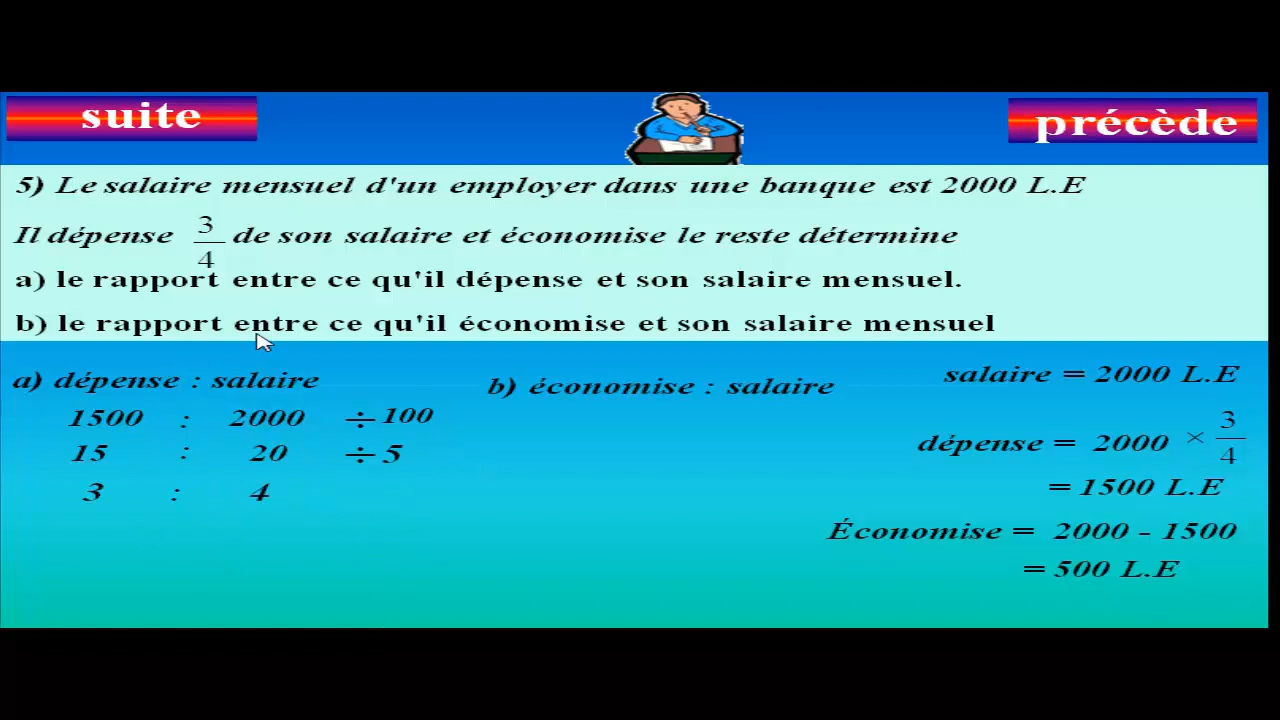 suite
précède
5) Le salaire mensuel d'un employer dans une banque est 2000 L.E
Il dépense 3/4 de son salaire et économise le reste détermine
a) le rapport entre ce qu'il dépense et son salaire mensuel.
b) le rapport entre ce qu'il économise et son salaire mensuel
a) dépense : salaire
1500 : 2000 ÷ 100
15 : 20 ÷ 5
3 : 4
b) économise : salaire
salaire = 2000 L.E
dépense = 2000 × 3/4
= 1500 L.E
Économise = 2000 - 1500
= 500 L.E